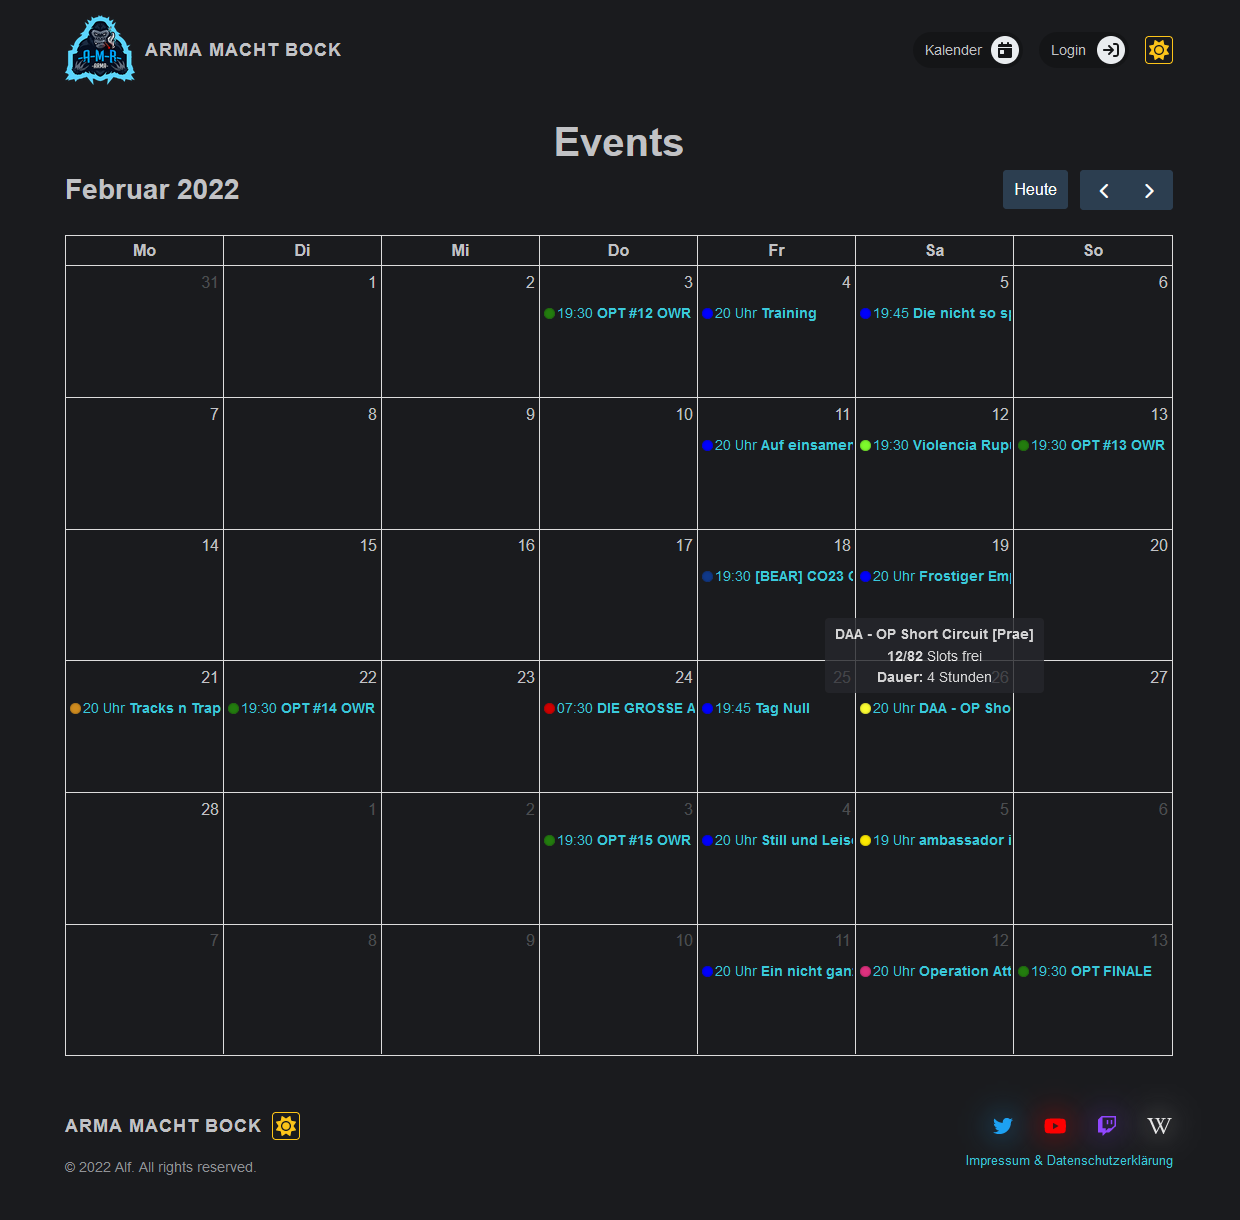 A-M-R
ARMA
ARMA MACHT BOCK
Kalender
Login
Events
Februar 2022
Heute
Mo Di Mi Do Fr Sa So
31 1 2 3 4 5 6
19:30 OPT #12 OWR
20 Uhr Training
19:45 Die nicht so sp
7 8 9 10 11 12 13
20 Uhr Auf einsamer
19:30 Violencia Rup
19:30 OPT #13 OWR
14 15 16 17 18 19 20
19:30 [BEAR] CO23 C
20 Uhr Frostiger Emp
DAA - OP Short Circuit [Prae]
12/82 Slots frei
Dauer: 4 Stunden
21 22 23 24 25 26 27
20 Uhr Tracks n Trap
19:30 OPT #14 OWR
07:30 DIE GROSSE A
19:45 Tag Null
20 Uhr DAA - OP Sho
28 1 2 3 4 5 6
19:30 OPT #15 OWR
20 Uhr Still und Leise
19 Uhr ambassador i
7 8 9 10 11 12 13
20 Uhr Ein nicht gan
20 Uhr Operation Att
19:30 OPT FINALE
ARMA MACHT BOCK
W
© 2022 Alf. All rights reserved.
Impressum & Datenschutzerklärung